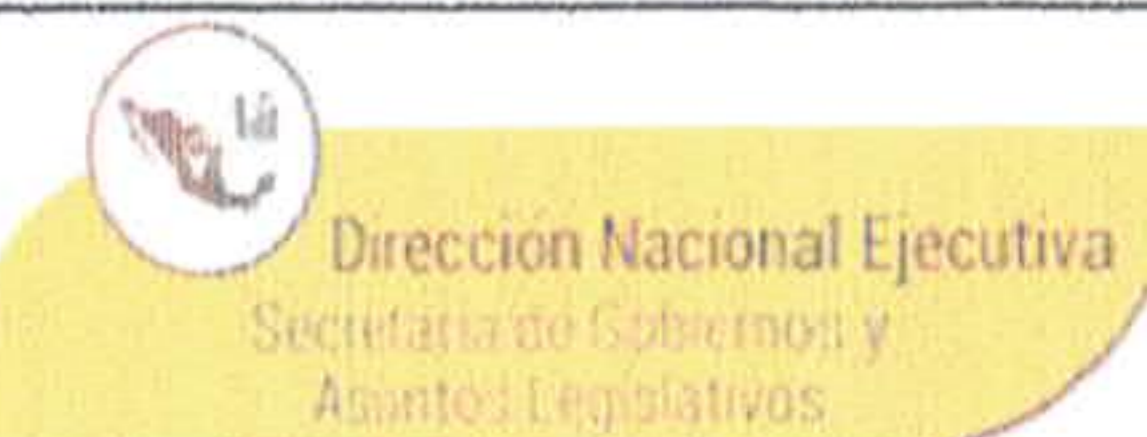 Dirección Nacional Ejecutiva
Secretaría de Gobiernos y
Asuntos Legislativos